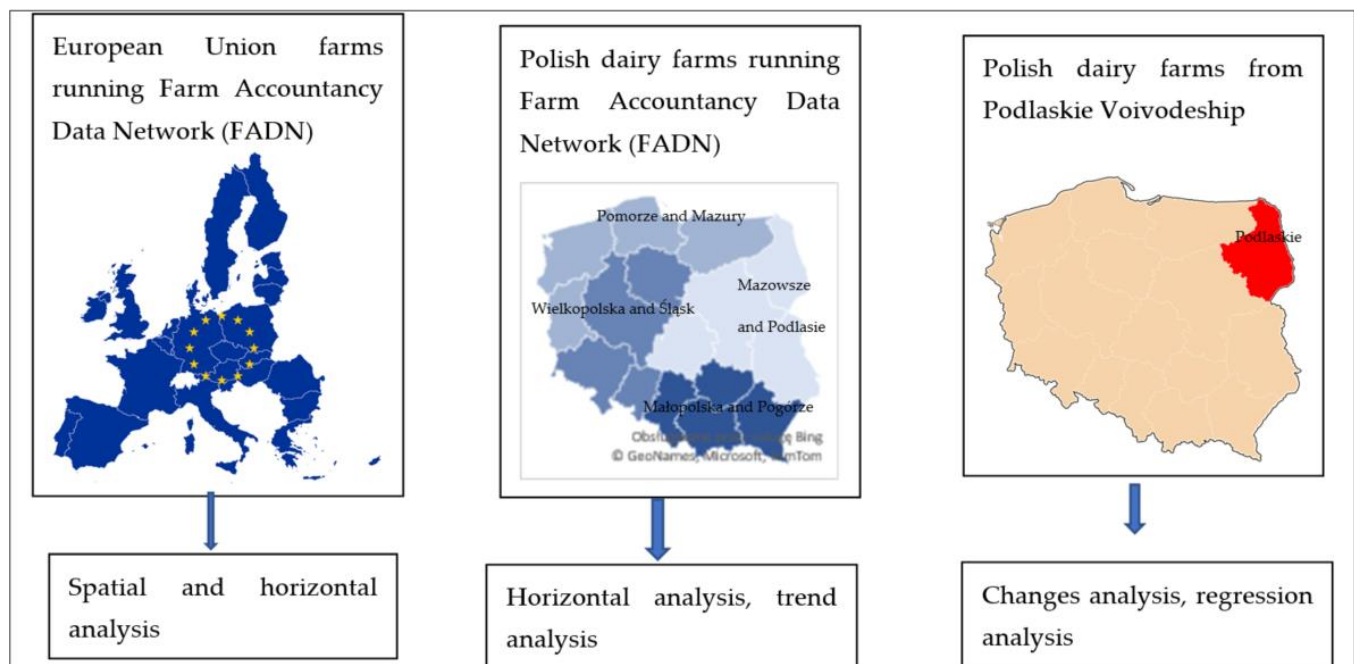 European Union farms
running Farm Accountancy
Data Network (FADN)
Polish dairy farms running
Farm Accountancy Data
Network (FADN)
Pomorze and Mazury
Mazowsze
Wielkopolska and Śląsk
and Podlasie
Małopolska and Pogórze
Bing
© GeoNames, Microsoft, TomTom
Polish dairy farms from
Podlaskie Voivodeship
Podlaskie
Spatial and horizontal
analysis
Horizontal analysis, trend
analysis
Changes analysis, regression
analysis